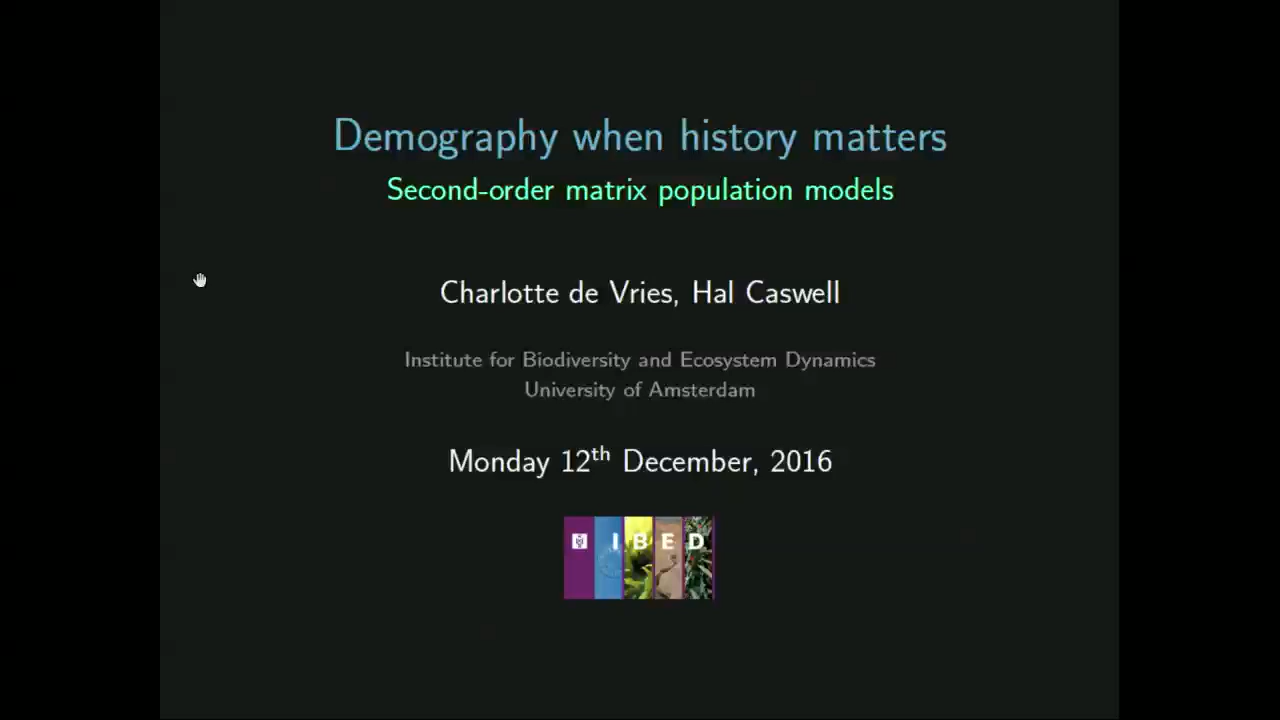 Demography when history matters
Second-order matrix population models
Charlotte de Vries, Hal Caswell
Institute for Biodiversity and Ecosystem Dynamics
University of Amsterdam
Monday 12th December, 2016
I B E D